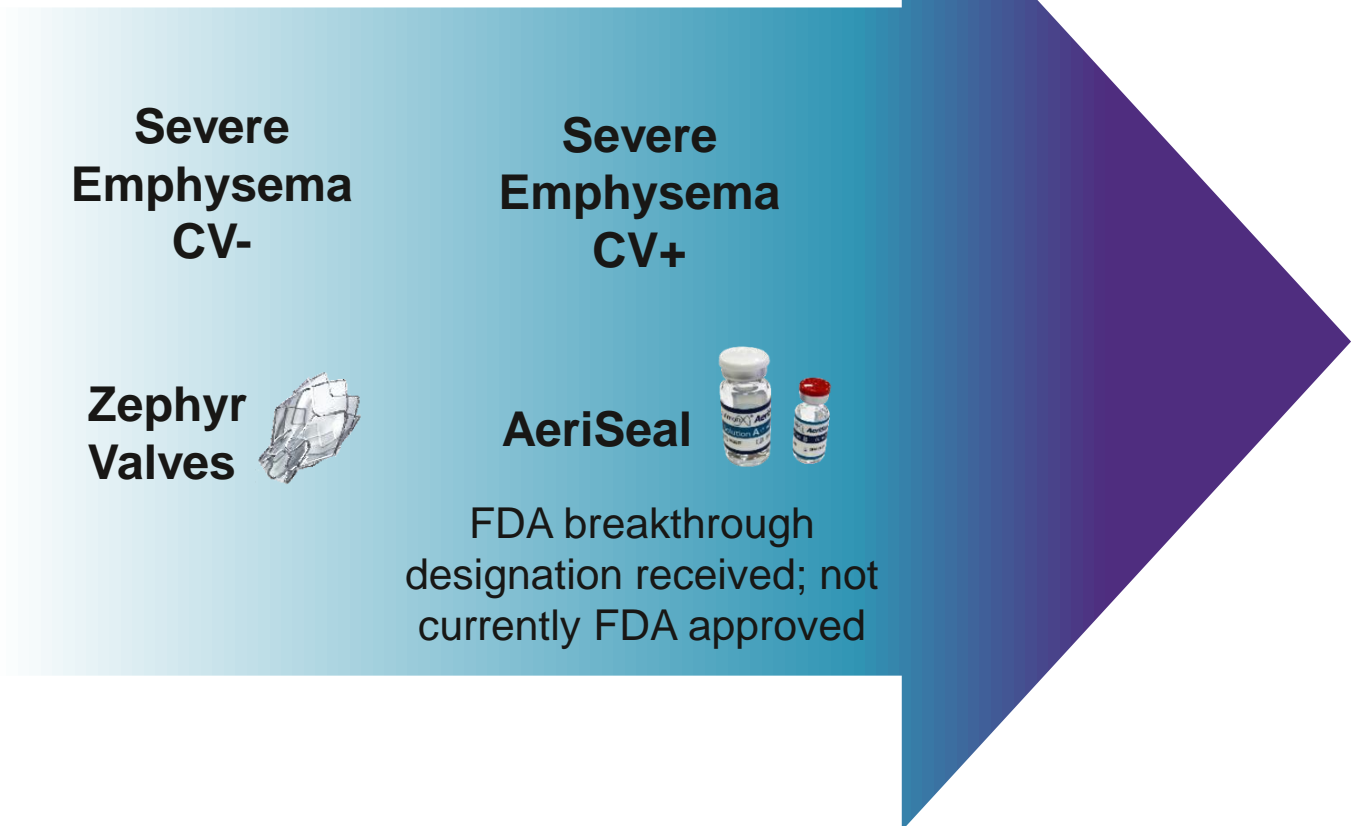 Severe
Emphysema
CV-
Severe
Emphysema
CV+
Zephyr
Valves
AeriSeal
FDA breakthrough
designation received; not
currently FDA approved